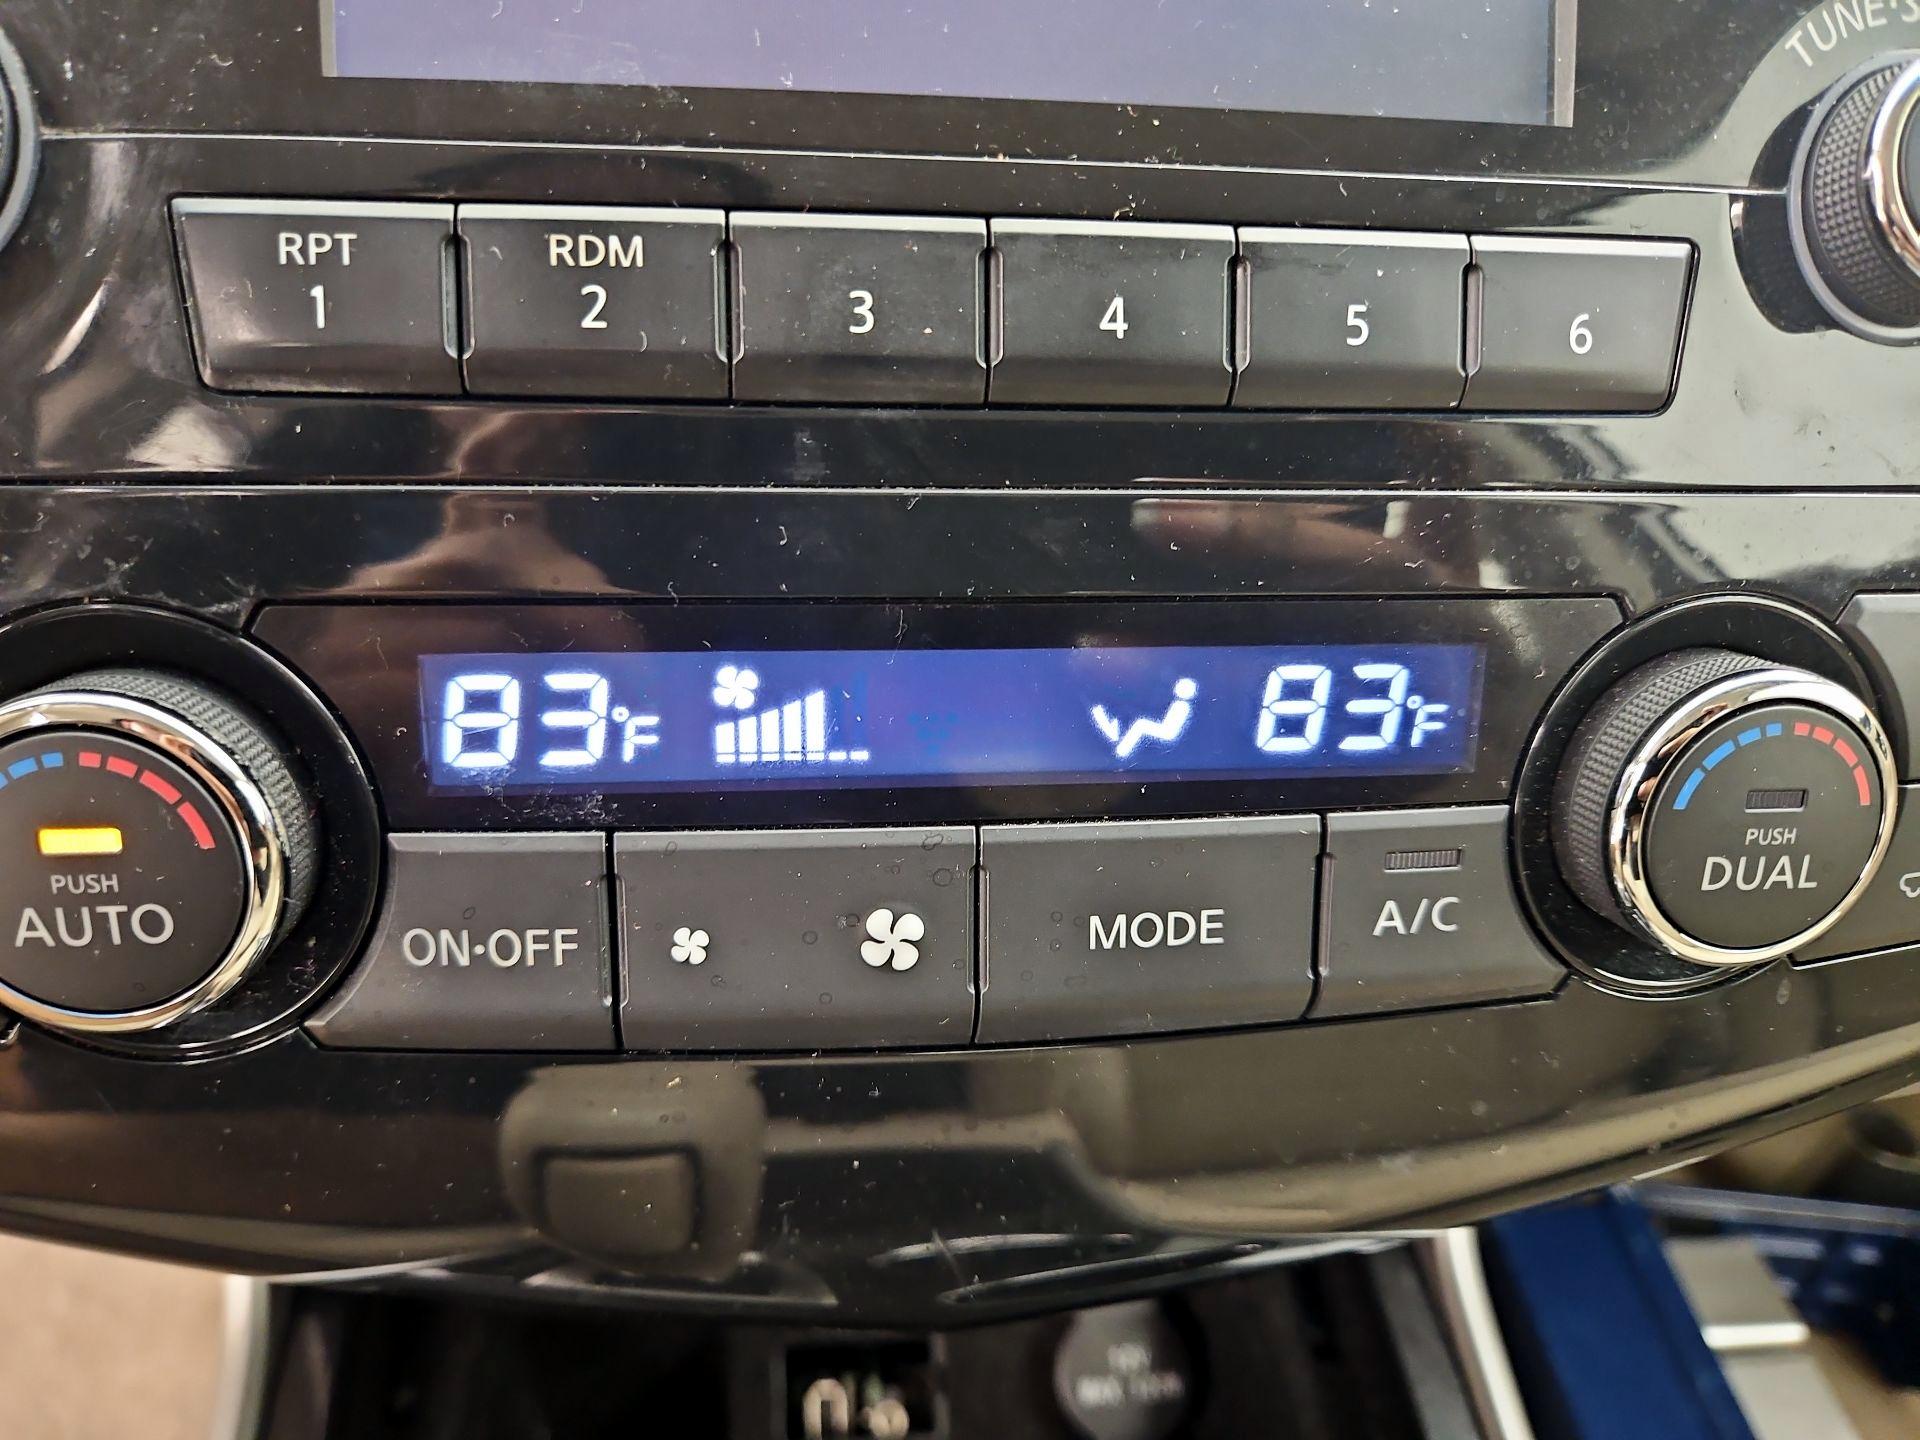 TUNE·S
RPT
1
RDM
2
3
4
5
6
83°F
83°F
PUSH
AUTO
ON·OFF
MODE
A/C
PUSH
DUAL